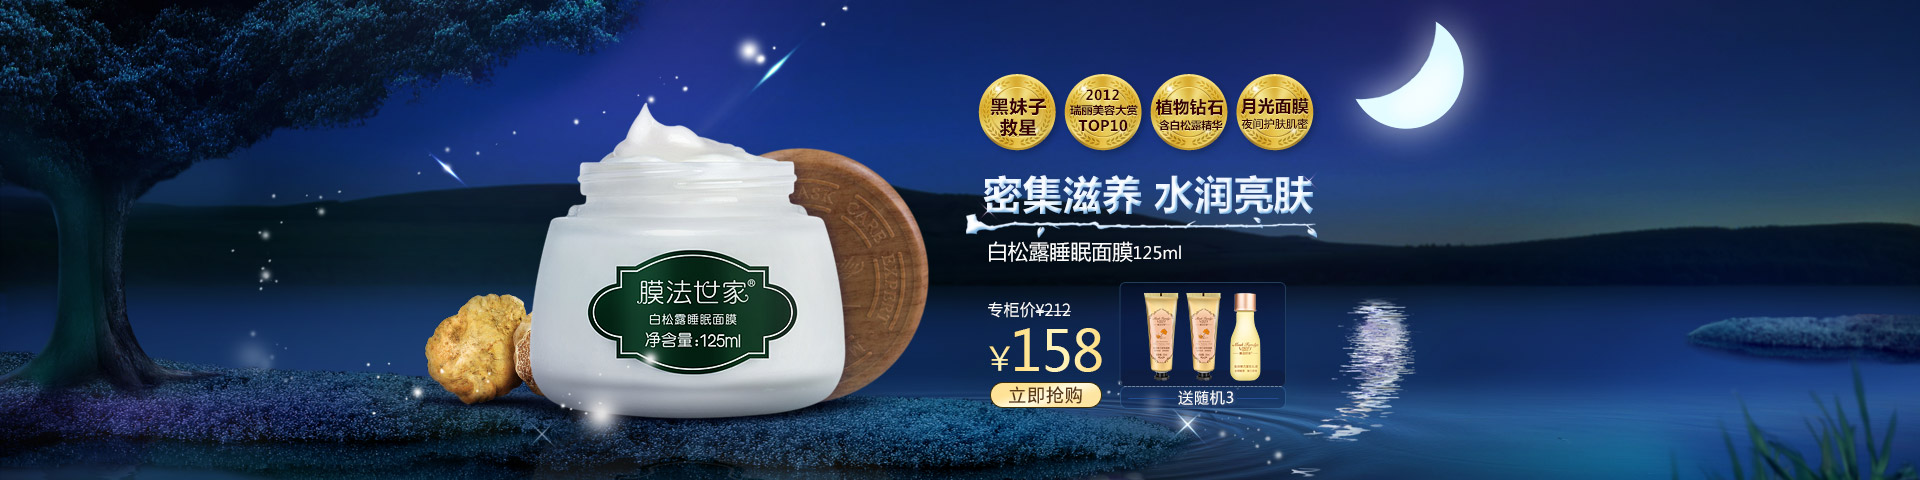 黑妹子
救星
2012
瑞丽美容大赏
TOP10
植物钻石
含白松露精华
月光面膜
夜间护肤机密
密集滋养 水润亮肤
白松露睡眠面膜125ml
专柜价¥212
¥158
立即抢购
送随机3
膜法世家®
白松露睡眠面膜
净含量:125ml
MASK CARE EXPERT